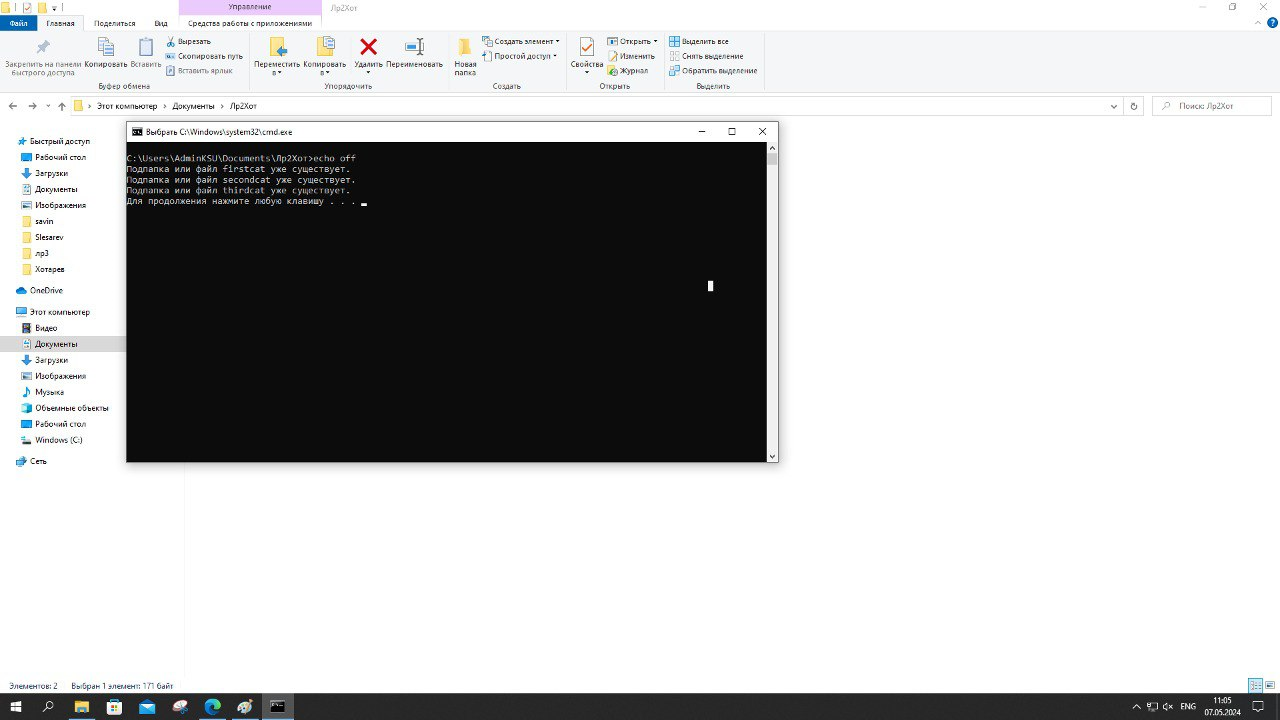 Управление
Лр2Хот
Файл
Главная
Поделиться
Вид
Средства работы с приложениями
Закрепить на панели быстрого доступа
Копировать
Вставить
Вырезать
Скопировать путь
Вставить ярлык
Буфер обмена
Переместить в
Копировать в
Удалить
Переименовать
Упорядочить
Новая папка
Создать элемент
Простой доступ
Создать
Свойства
Открыть
Изменить
Журнал
Открыть
Выделить все
Снять выделение
Обратить выделение
Выделить
Этот компьютер > Документы > Лр2Хот
Поиск: Лр2Хот
Быстрый доступ
Рабочий стол
Загрузки
Документы
Изображения
savin
Slesarev
лр3
Хотарев
OneDrive
Этот компьютер
Видео
Документы
Загрузки
Изображения
Музыка
Объемные объекты
Рабочий стол
Windows (C:)
Сеть
Выбрать C:\Windows\system32\cmd.exe
C:\Users\AdminKSU\Documents\Лр2Хот>echo off
Подпапка или файл firstcat уже существует.
Подпапка или файл secondcat уже существует.
Подпапка или файл thirdcat уже существует.
Для продолжения нажмите любую клавишу . . .
Элементов: 2
Выбран 1 элемент: 171 байт
ENG
11:05
07.05.2024